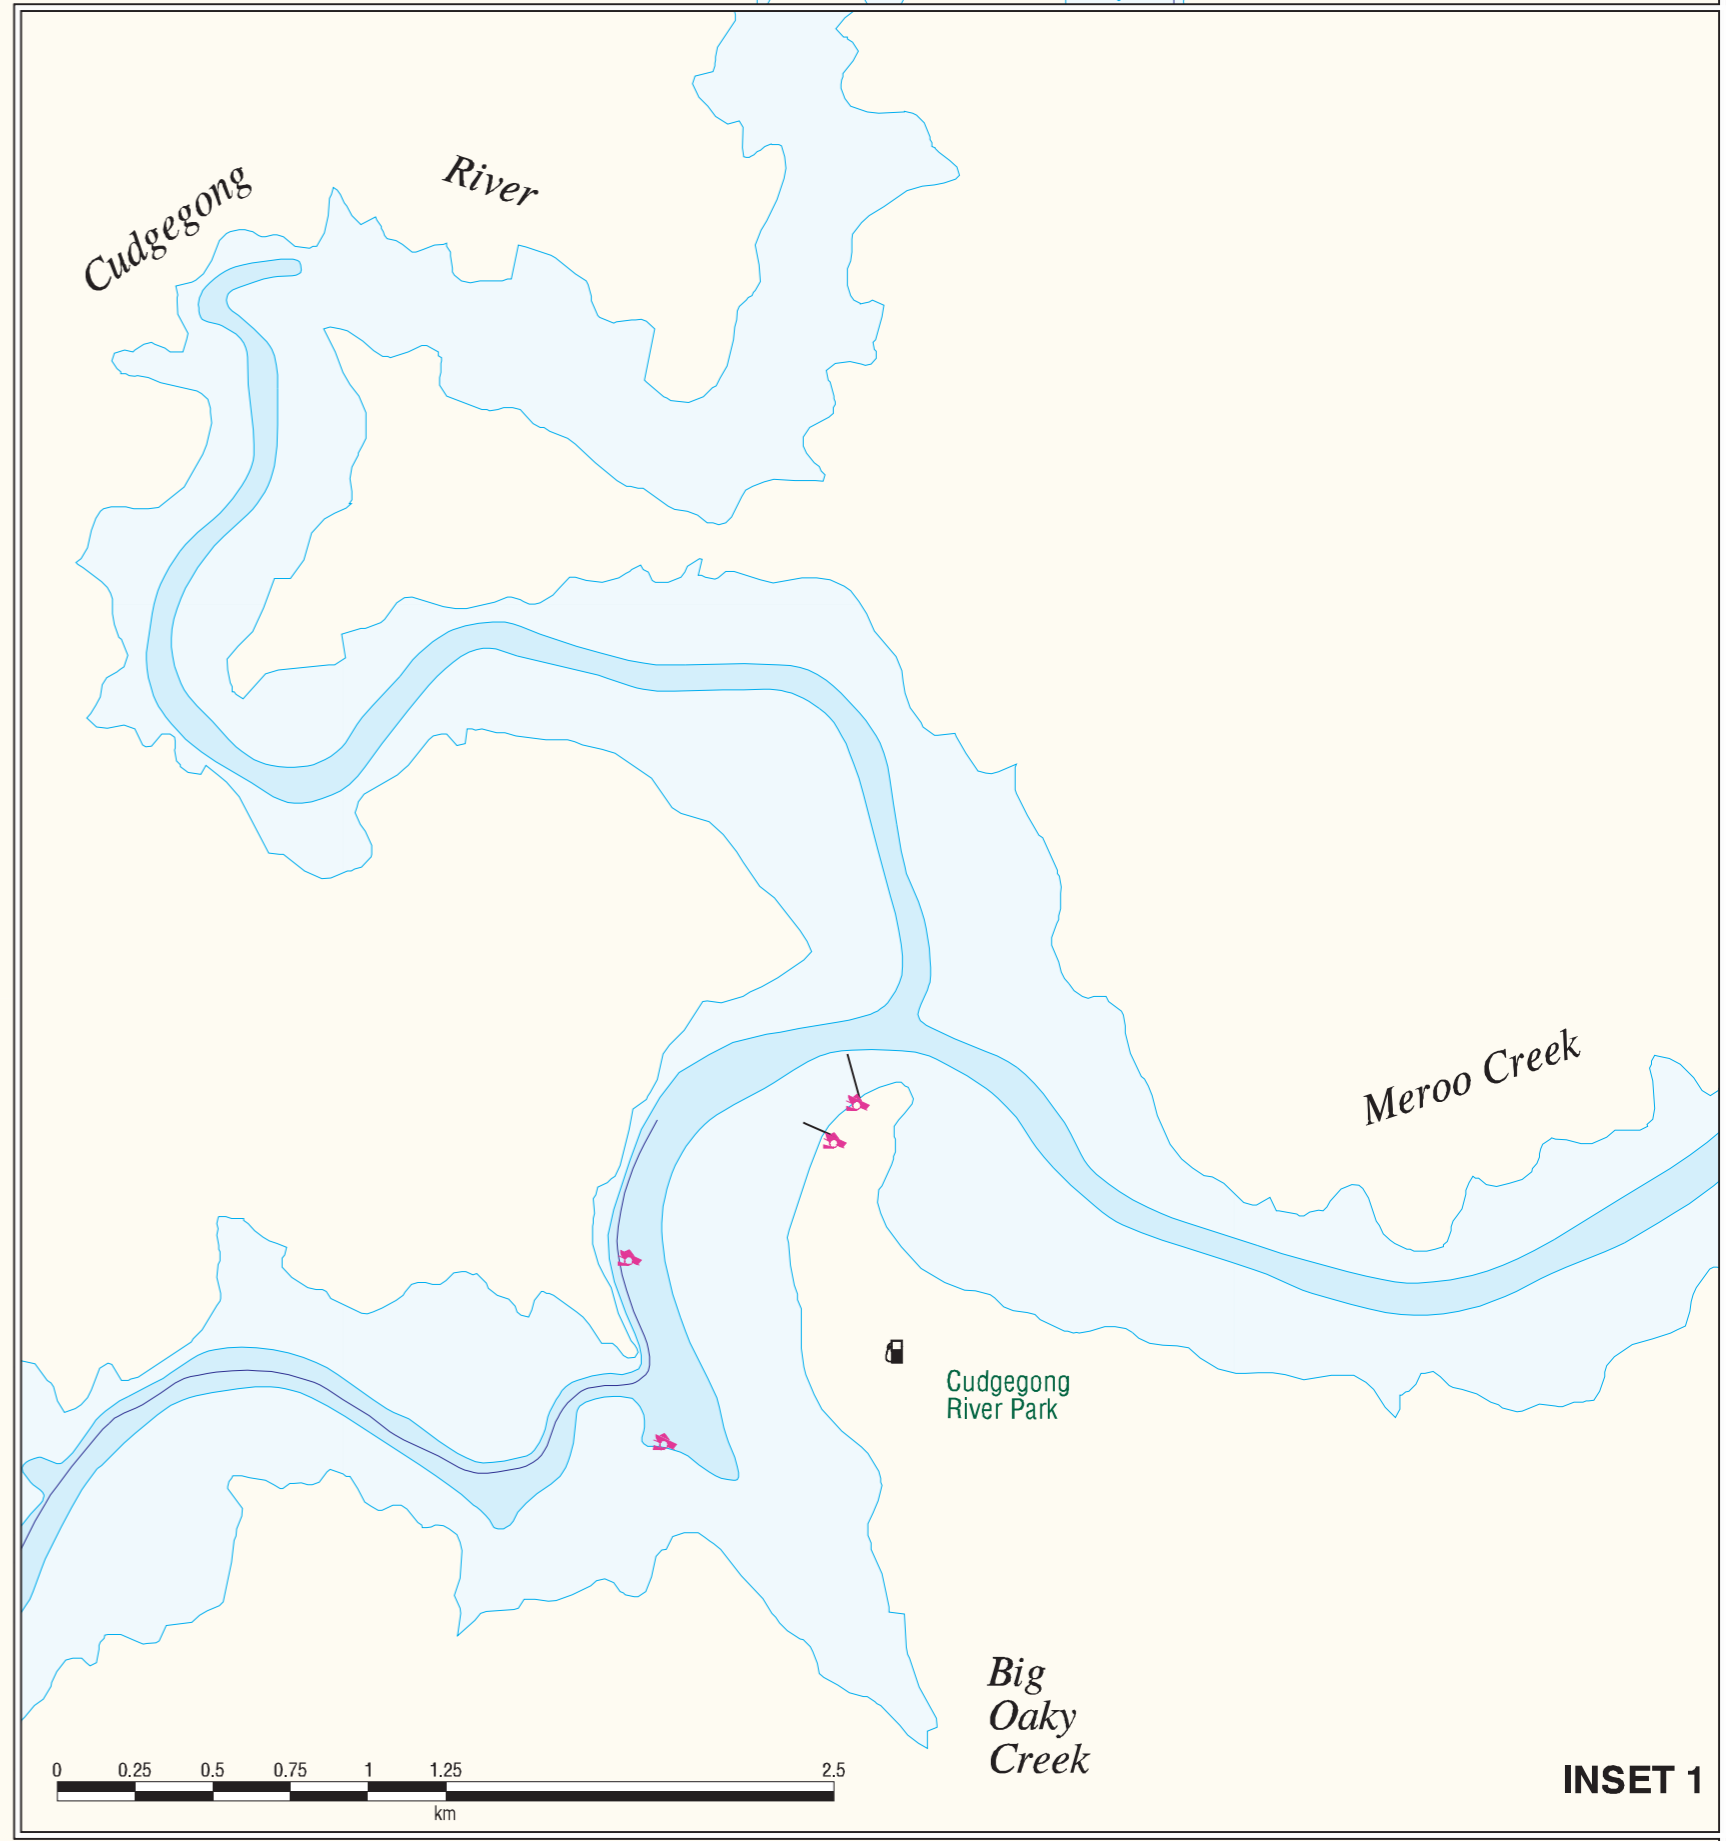 Cudgegong
River
Meroo Creek
Cudgegong
River Park
Big
Oaky
Creek
0 0.25 0.5 0.75 1 1.25 2.5
km
INSET 1